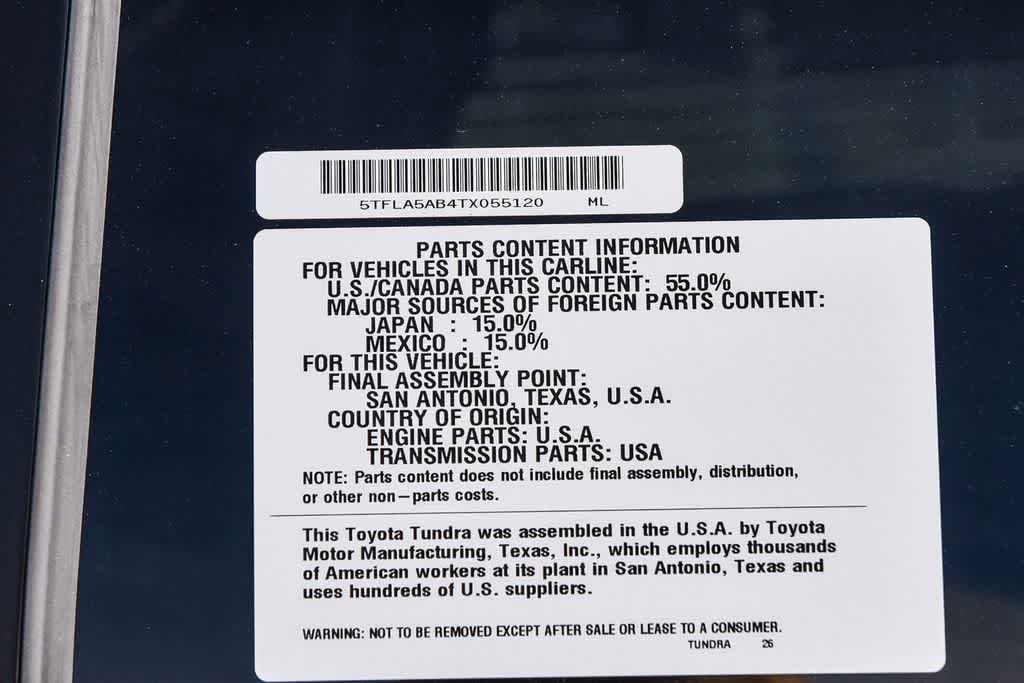 5TFLA5AB4TX055120 ML
PARTS CONTENT INFORMATION
FOR VEHICLES IN THIS CARLINE:
U.S./CANADA PARTS CONTENT: 55.0%
MAJOR SOURCES OF FOREIGN PARTS CONTENT:
JAPAN : 15.0%
MEXICO : 15.0%
FOR THIS VEHICLE:
FINAL ASSEMBLY POINT:
SAN ANTONIO, TEXAS, U.S.A.
COUNTRY OF ORIGIN:
ENGINE PARTS: U.S.A.
TRANSMISSION PARTS: USA
NOTE: Parts content does not include final assembly, distribution,
or other non-parts costs.
This Toyota Tundra was assembled in the U.S.A. by Toyota
Motor Manufacturing, Texas, Inc., which employs thousands
of American workers at its plant in San Antonio, Texas and
uses hundreds of U.S. suppliers.
WARNING: NOT TO BE REMOVED EXCEPT AFTER SALE OR LEASE TO A CONSUMER.
TUNDRA 26